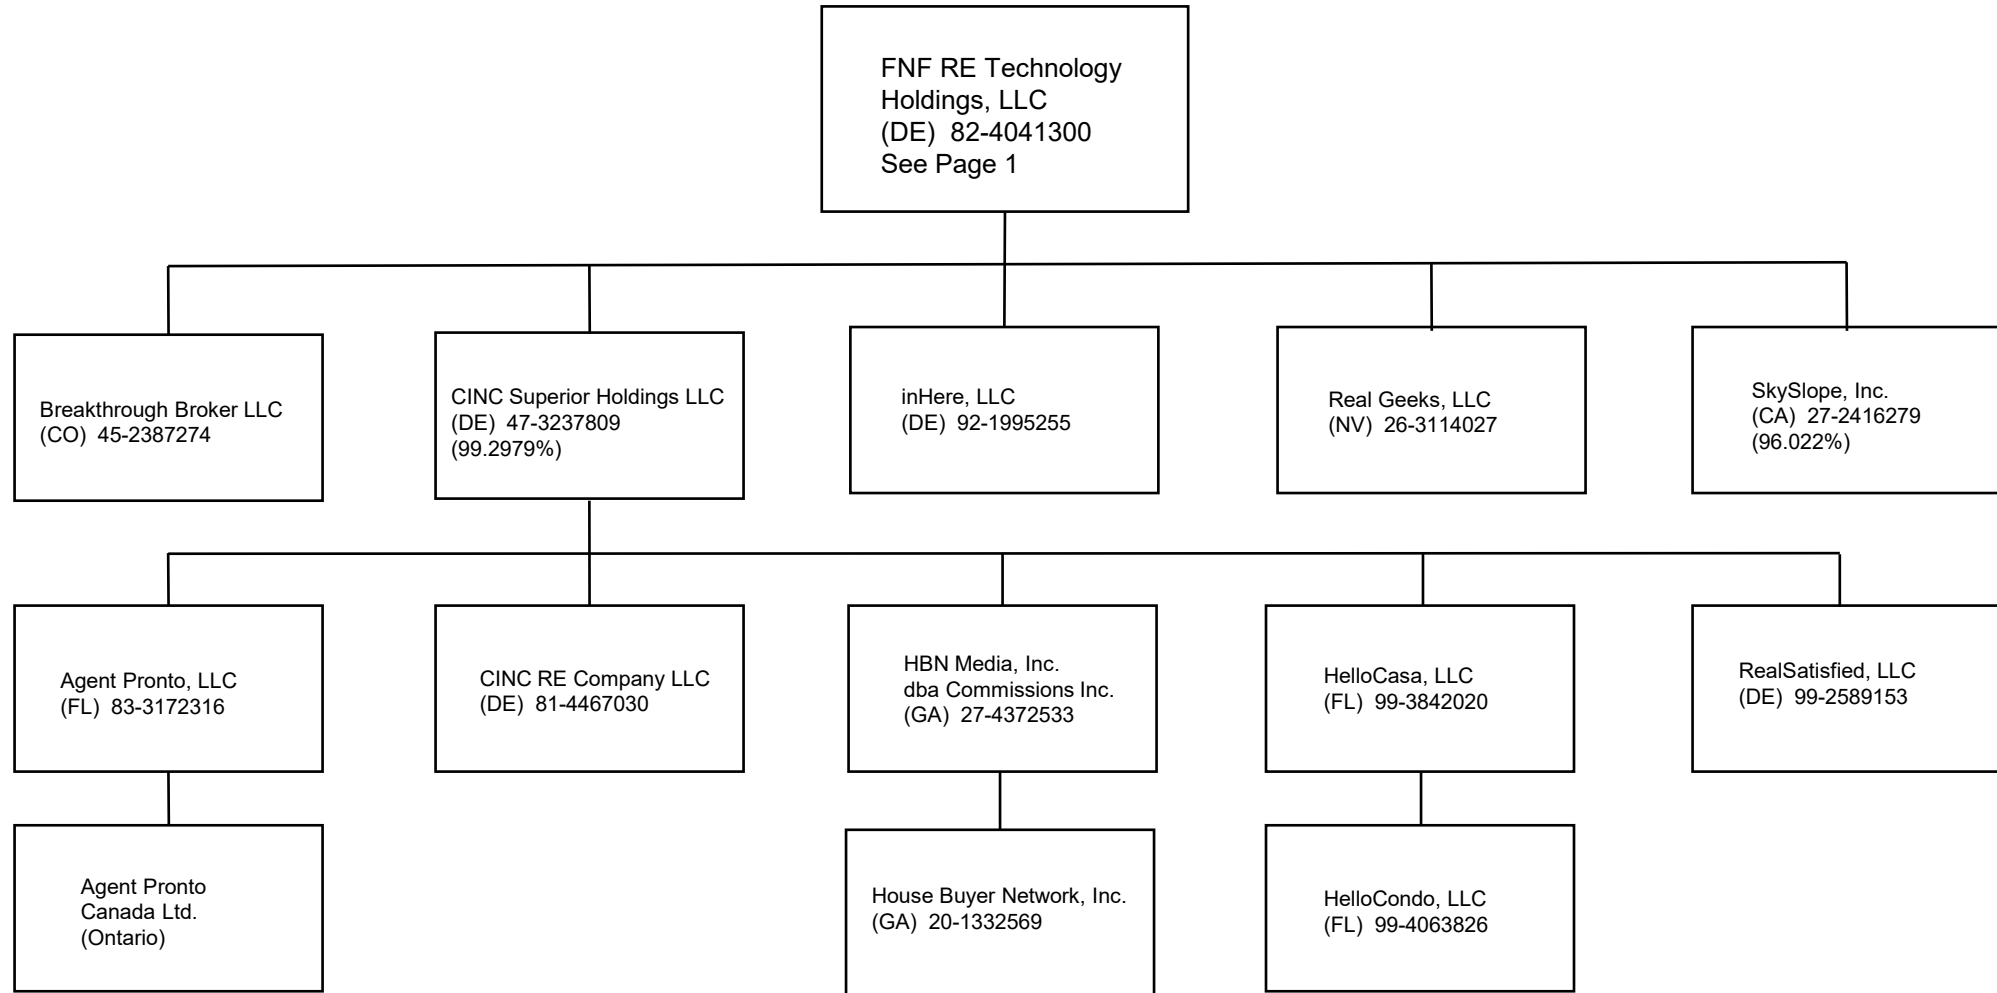 FNF RE Technology
Holdings, LLC
(DE) 82-4041300
See Page 1
Breakthrough Broker LLC
(CO) 45-2387274
CINC Superior Holdings LLC
(DE) 47-3237809
(99.2979%)
inHere, LLC
(DE) 92-1995255
Real Geeks, LLC
(NV) 26-3114027
SkySlope, Inc.
(CA) 27-2416279
(96.022%)
Agent Pronto, LLC
(FL) 83-3172316
CINC RE Company LLC
(DE) 81-4467030
HBN Media, Inc.
dba Commissions Inc.
(GA) 27-4372533
HelloCasa, LLC
(FL) 99-3842020
RealSatisfied, LLC
(DE) 99-2589153
Agent Pronto
Canada Ltd.
(Ontario)
House Buyer Network, Inc.
(GA) 20-1332569
HelloCondo, LLC
(FL) 99-4063826